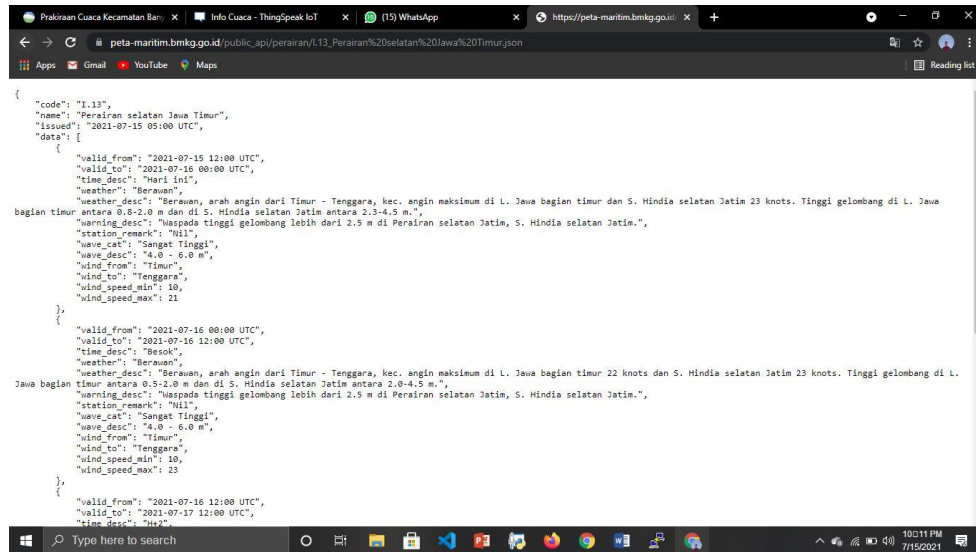 Prakiraan Cuaca Kecamatan Bany
Info Cuaca - ThingSpeak IoT
(15) WhatsApp
https://peta-maritim.bmkg.go.id/
peta-maritim.bmkg.go.id/public_api/perairan/I.13_Perairan%20selatan%20Jawa%20Timur.json
Apps Gmail YouTube Maps Reading list
{
"code": "I.13",
"name": "Perairan selatan Jawa Timur",
"issued": "2021-07-15 05:00 UTC",
"data": [
{
"valid_from": "2021-07-15 12:00 UTC",
"valid_to": "2021-07-16 00:00 UTC",
"time_desc": "Hari ini",
"weather": "Berawan",
"weather_desc": "Berawan, arah angin dari Timur - Tenggara, kec. angin maksimum di L. Jawa bagian timur dan S. Hindia selatan Jatim 23 knots. Tinggi gelombang di L. Jawa
bagian timur antara 0.8-2.0 m dan di S. Hindia selatan Jatim antara 2.3-4.5 m.",
"warning_desc": "Waspada tinggi gelombang lebih dari 2.5 m di Perairan selatan Jatim, S. Hindia selatan Jatim.",
"station_remark": "Nil",
"wave_cat": "Sangat Tinggi",
"wave_desc": "4.0 - 6.0 m",
"wind_from": "Timur",
"wind_to": "Tenggara",
"wind_speed_min": 10,
"wind_speed_max": 21
},
{
"valid_from": "2021-07-16 00:00 UTC",
"valid_to": "2021-07-16 12:00 UTC",
"time_desc": "Besok",
"weather": "Berawan",
"weather_desc": "Berawan, arah angin dari Timur - Tenggara, kec. angin maksimum di L. Jawa bagian timur 22 knots dan S. Hindia selatan Jatim 23 knots. Tinggi gelombang di L.
Jawa bagian timur antara 0.5-2.0 m dan di S. Hindia selatan Jatim antara 2.0-4.5 m.",
"warning_desc": "Waspada tinggi gelombang lebih dari 2.5 m di Perairan selatan Jatim, S. Hindia selatan Jatim.",
"station_remark": "Nil",
"wave_cat": "Sangat Tinggi",
"wave_desc": "4.0 - 6.0 m",
"wind_from": "Timur",
"wind_to": "Tenggara",
"wind_speed_min": 10,
"wind_speed_max": 23
},
{
"valid_from": "2021-07-16 12:00 UTC",
"valid_to": "2021-07-17 12:00 UTC",
"time_desc": "H+2",
Type here to search
10:11 PM
7/15/2021